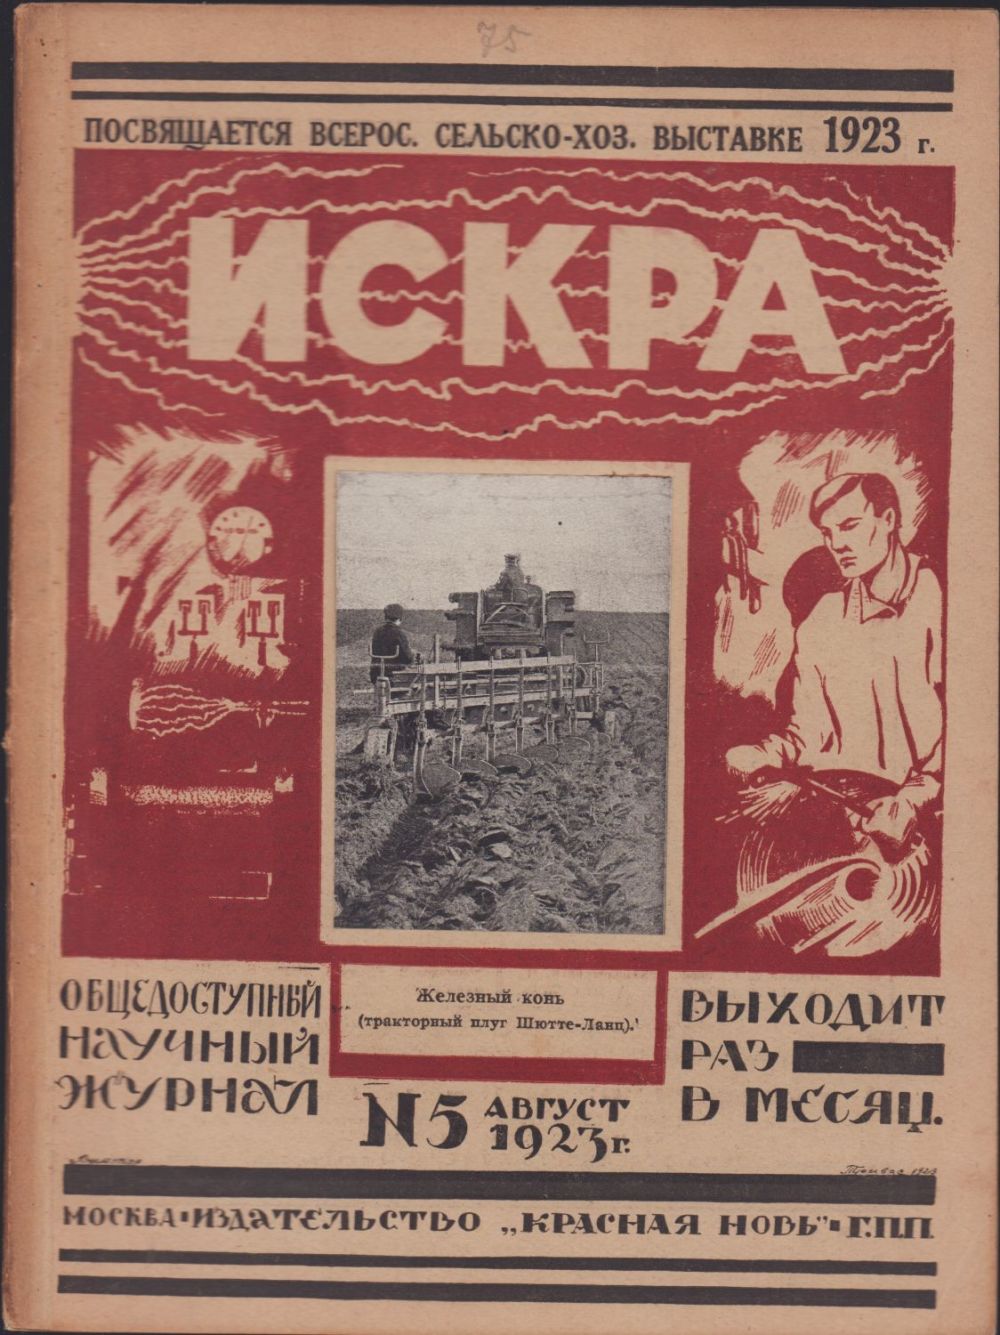 75
ПОСВЯЩАЕТСЯ ВСЕРОС. СЕЛЬСКО-ХОЗ. ВЫСТАВКЕ 1923 г.
ИСКРА
Железный конь
(тракторный плуг Шютте-Ланц).
ОБЩЕДОСТУПНЫЙ
НАУЧНЫЙ
ЖУРНАЛ
ВЫХОДИТ
РАЗ
В МЕСЯЦ.
N5 АВГУСТ
1923г.
1923
МОСКВА▪ИЗДАТЕЛЬСТВО „КРАСНАЯ НОВЬ"▪Г.П.П.